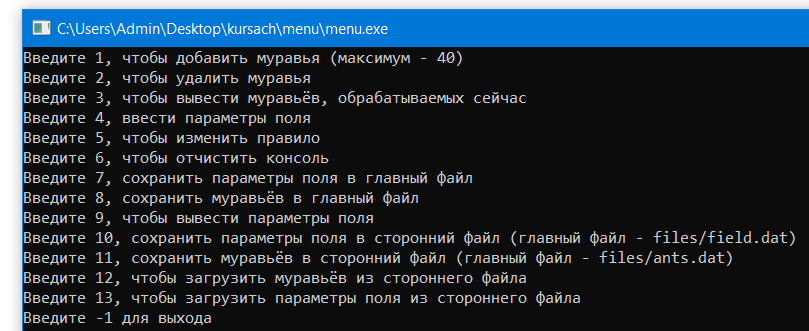 C:\Users\Admin\Desktop\kursach\menu\menu.exe
Введите 1, чтобы добавить муравья (максимум - 40)
Введите 2, чтобы удалить муравья
Введите 3, чтобы вывести муравьёв, обрабатываемых сейчас
Введите 4, ввести параметры поля
Введите 5, чтобы изменить правило
Введите 6, чтобы отчистить консоль
Введите 7, сохранить параметры поля в главный файл
Введите 8, сохранить муравьёв в главный файл
Введите 9, чтобы вывести параметры поля
Введите 10, сохранить параметры поля в сторонний файл (главный файл - files/field.dat)
Введите 11, сохранить муравьёв в сторонний файл (главный файл - files/ants.dat)
Введите 12, чтобы загрузить муравьёв из стороннего файла
Введите 13, чтобы загрузить параметры поля из стороннего файла
Введите -1 для выхода